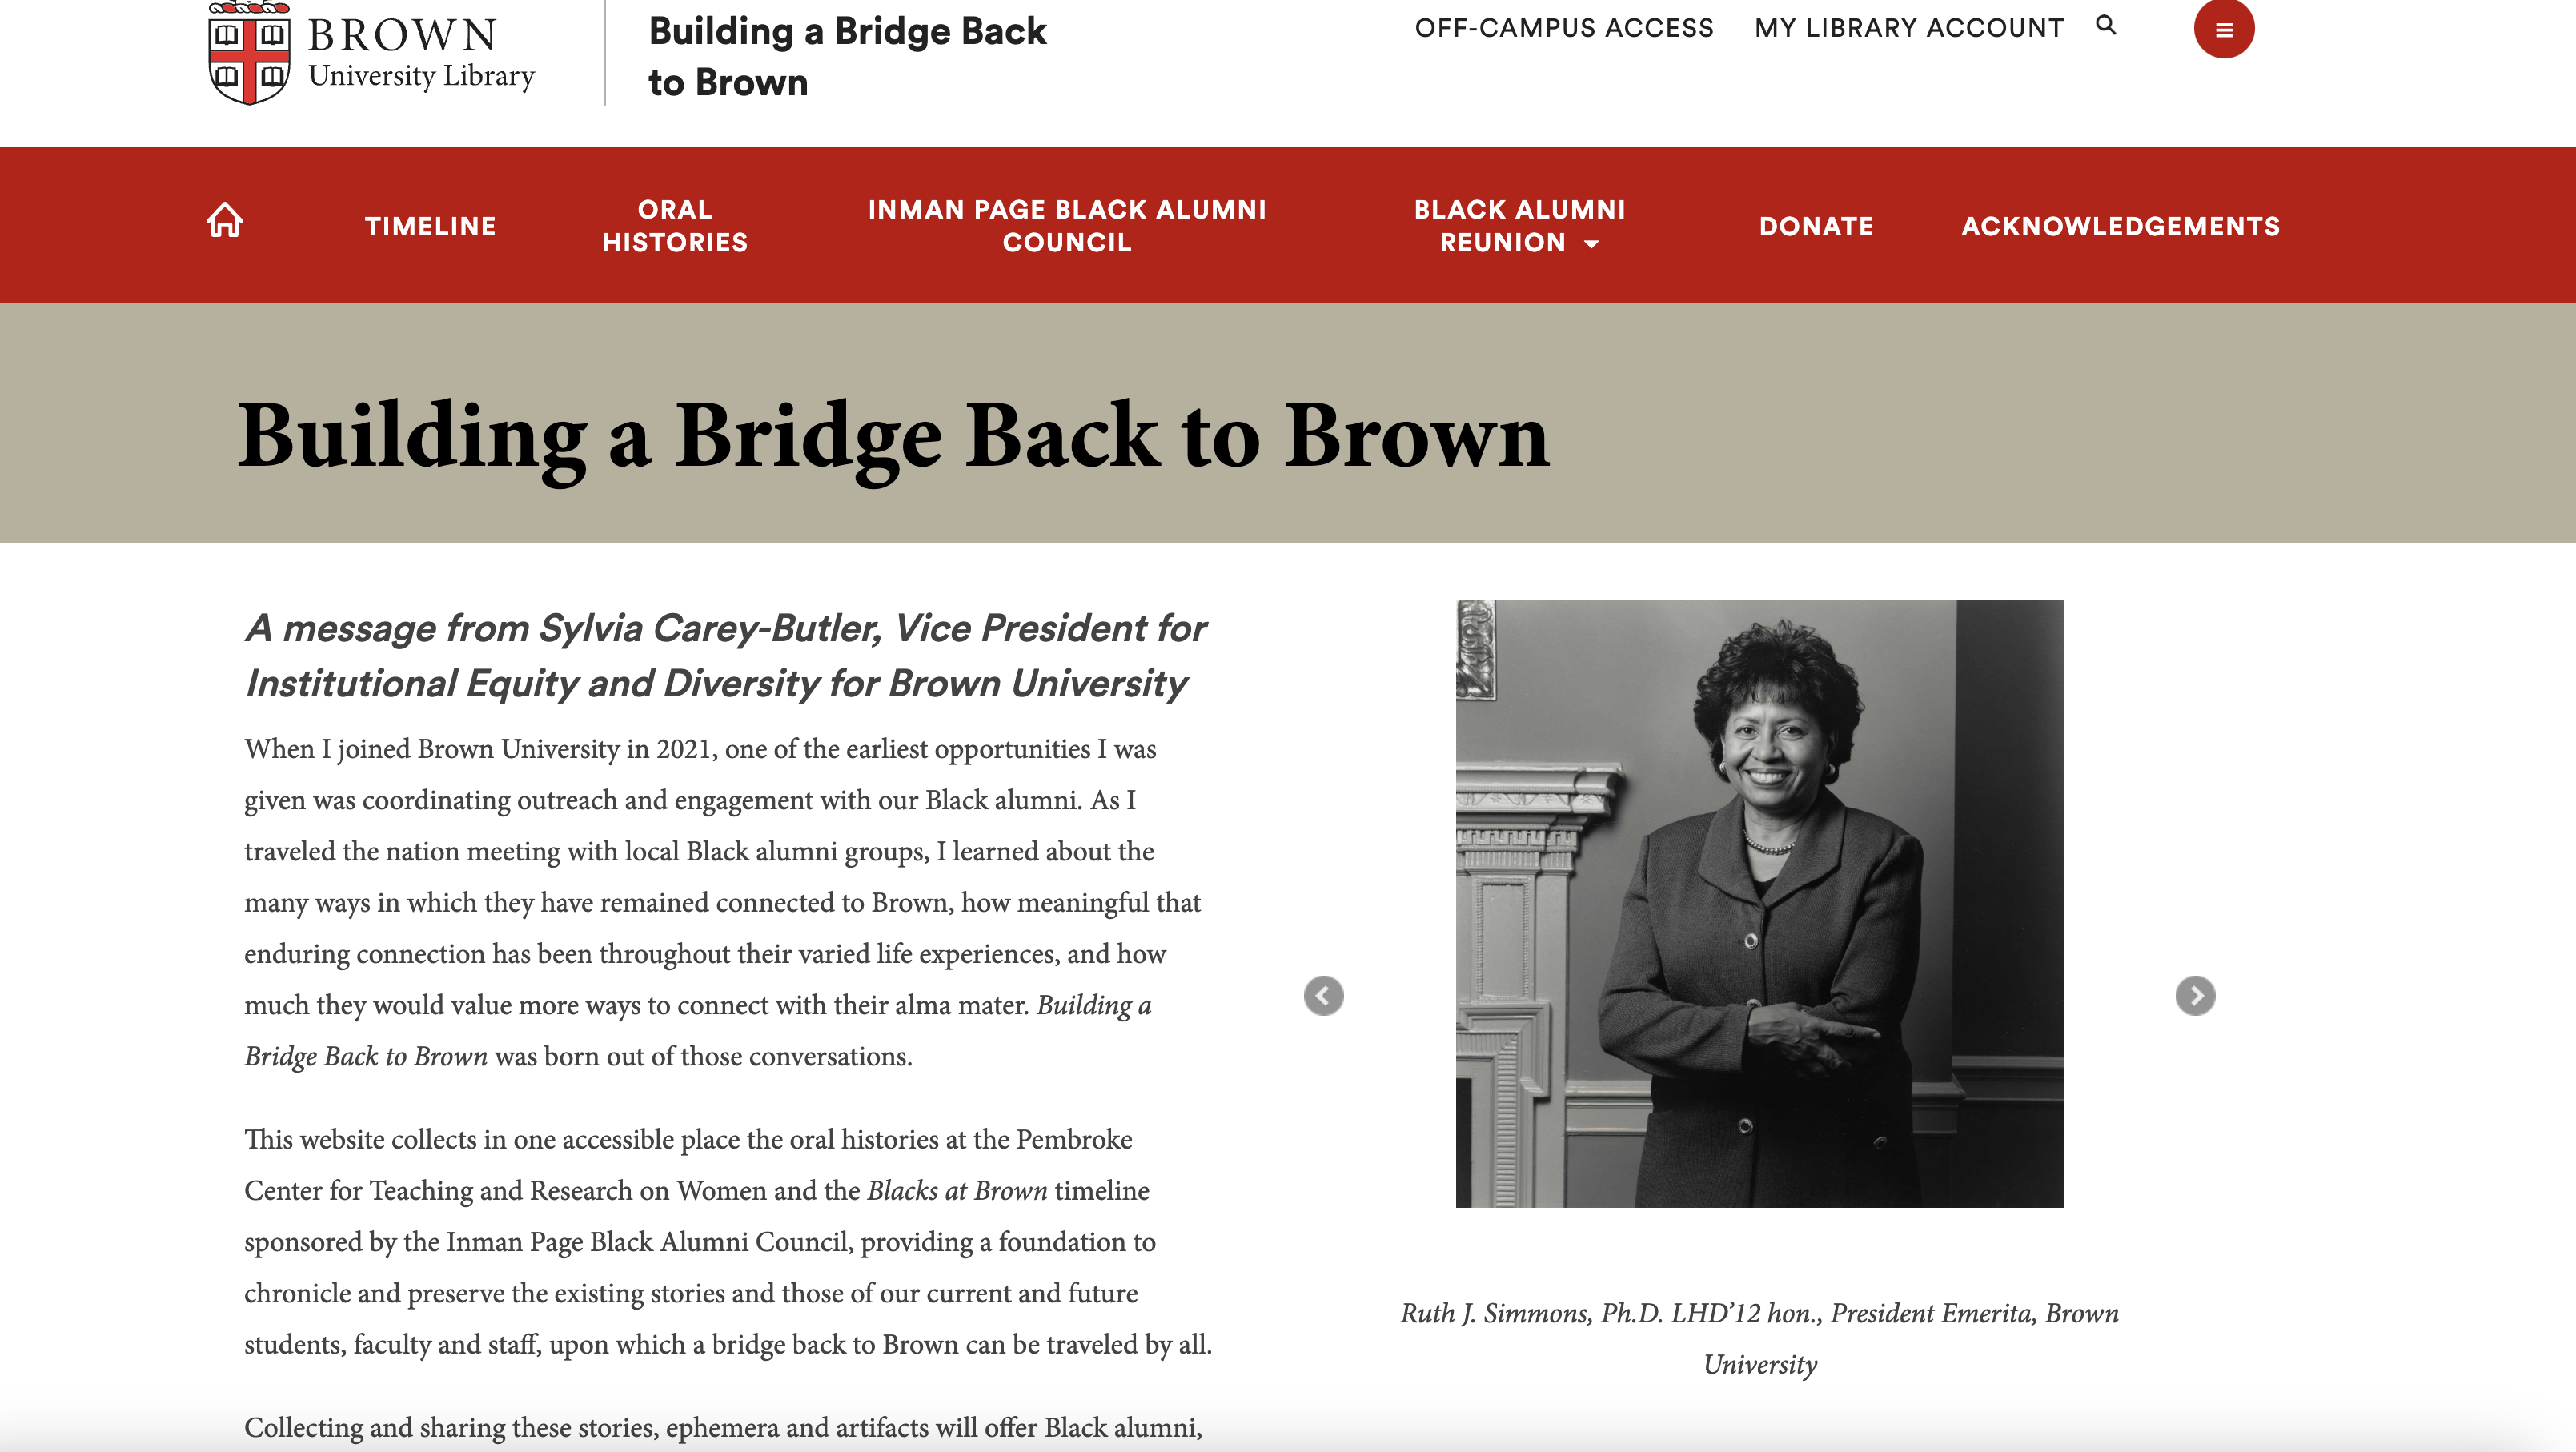 BROWN
University Library
Building a Bridge Back
to Brown
OFF-CAMPUS ACCESS
MY LIBRARY ACCOUNT
TIMELINE
ORAL
HISTORIES
INMAN PAGE BLACK ALUMNI
COUNCIL
BLACK ALUMNI
REUNION
DONATE
ACKNOWLEDGEMENTS
Building a Bridge Back to Brown
A message from Sylvia Carey-Butler, Vice President for
Institutional Equity and Diversity for Brown University
When I joined Brown University in 2021, one of the earliest opportunities I was
given was coordinating outreach and engagement with our Black alumni. As I
traveled the nation meeting with local Black alumni groups, I learned about the
many ways in which they have remained connected to Brown, how meaningful that
enduring connection has been throughout their varied life experiences, and how
much they would value more ways to connect with their alma mater. Building a
Bridge Back to Brown was born out of those conversations.
This website collects in one accessible place the oral histories at the Pembroke
Center for Teaching and Research on Women and the Blacks at Brown timeline
sponsored by the Inman Page Black Alumni Council, providing a foundation to
chronicle and preserve the existing stories and those of our current and future
students, faculty and staff, upon which a bridge back to Brown can be traveled by all.
Collecting and sharing these stories, ephemera and artifacts will offer Black alumni,
Ruth J. Simmons, Ph.D. LHD’12 hon., President Emerita, Brown
University